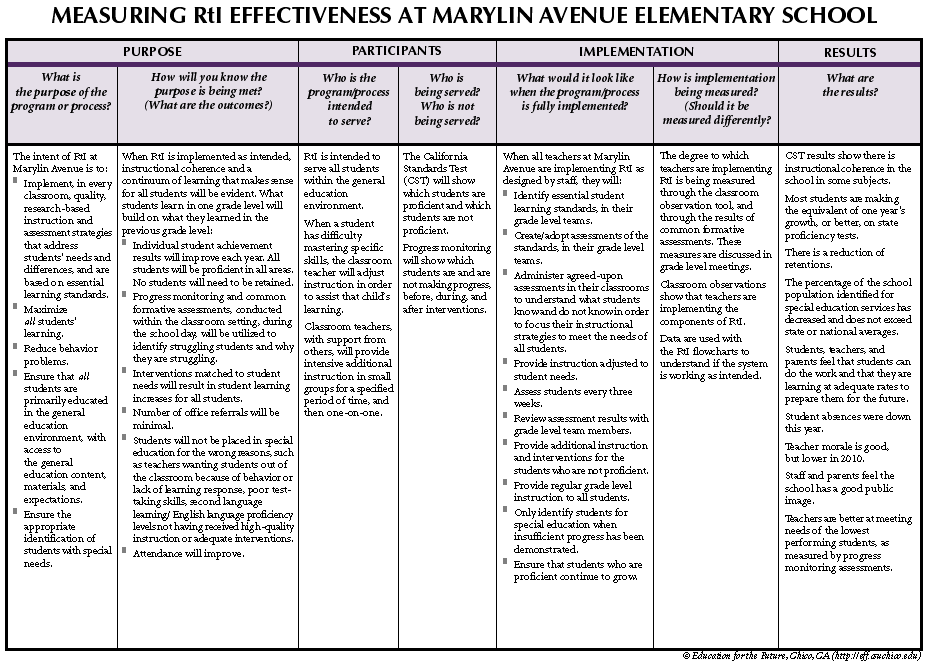 MEASURING RtI EFFECTIVENESS AT MARYLIN AVENUE ELEMENTARY SCHOOL
PURPOSE
PARTICIPANTS
IMPLEMENTATION
RESULTS
What is
the purpose of the
program or process?
How will you know the
purpose is being met?
(What are the outcomes?)
Who is the
program/process
intended
to serve?
Who is
being served?
Who is not
being served?
What would it look like
when the program/process
is fully implemented?
How is implementation
being measured?
(Should it be
measured differently?)
What are
the results?
The intent of RtI at
Marylin Avenue is to:
Implement, in every
classroom, quality,
research-based
instruction and
assessment strategies
that address
students' needs and
differences, and are
based on essential
learning standards.
Maximize
all students'
learning.
Reduce behavior
problems.
Ensure that all
students are
primarily educated
in the general
education
environment, with
access to
the general
education content,
materials, and
expectations.
Ensure the
appropriate
identification of
students with special
needs.
When RtI is implemented as intended,
instructional coherence and a
continuum of learning that makes sense
for all students will be evident. What
students learn in one grade level will
build on what they learned in the
previous grade level:
Individual student achievement
results will improve each year. All
students will be proficient in all areas.
No students will need to be retained.
Progress monitoring and common
formative assessments, conducted
within the classroom setting, during
the school day, will be utilized to
identify struggling students and why
they are struggling.
Interventions matched to student
needs will result in student learning
increases for all students.
Number of office referrals will be
minimal.
Students will not be placed in special
education for the wrong reasons, such
as teachers wanting students out of
the classroom because of behavior or
lack of learning response, poor test-
taking skills, second language
learning/ English language proficiency
levels not having received high-quality
instruction or adequate interventions.
Attendance will improve.
RtI is intended to
serve all students
within the general
education
environment.
When a student
has difficulty
mastering specific
skills, the classroom
teacher will adjust
instruction in order
to assist that child's
learning.
Classroom teachers,
with support from
others, will provide
intensive additional
instruction in small
groups for a specified
period of time, and
then one-on-one.
The California
Standards Test
(CST) will show
which students are
proficient and which
students are not
proficient.
Progress monitoring
will show which
students are and are
not making progress,
before, during, and
after interventions.
When all teachers at Marylin
Avenue are implementing RtI as
designed by staff, they will:
Identify essential student
learning standards, in their
grade level teams.
Create/adopt assessments of the
standards, in their grade level
teams.
Administer agreed-upon
assessments in their classrooms
to understand what students
know and do not know in order
to focus their instructional
strategies to meet the needs of
all students.
Provide instruction adjusted to
student needs.
Assess students every three
weeks.
Review assessment results with
grade level team members.
Provide additional instruction
and interventions for the
students who are not proficient.
Provide regular grade level
instruction to all students.
Only identify students for
special education when
insufficient progress has been
demonstrated.
Ensure that students who are
proficient continue to grow.
The degree to which
teachers are implementing
RtI is being measured
through the classroom
observation tool, and
through the results of
common formative
assessments. These
measures are discussed in
grade level meetings.
Classroom observations
show that teachers are
implementing the
components of RtI.
Data are used with
the RtI flowcharts to
understand if the system
is working as intended.
CST results show there is
instructional coherence in the
school in some subjects.
Most students are making
the equivalent of one year's
growth, or better, on state
proficiency tests.
There is a reduction of
retentions.
The percentage of the school
population identified for
special education services has
decreased and does not exceed
state or national averages.
Students, teachers, and
parents feel that students can
do the work and that they are
learning at adequate rates to
prepare them for the future.
Student absences were down
this year.
Teacher morale is good,
but lower in 2010.
Staff and parents feel the
school has a good public
image.
Teachers are better at meeting
needs of the lowest
performing students, as
measured by progress
monitoring assessments.
© Education for the Future, Chico, CA (http://eff.csuchico.edu)